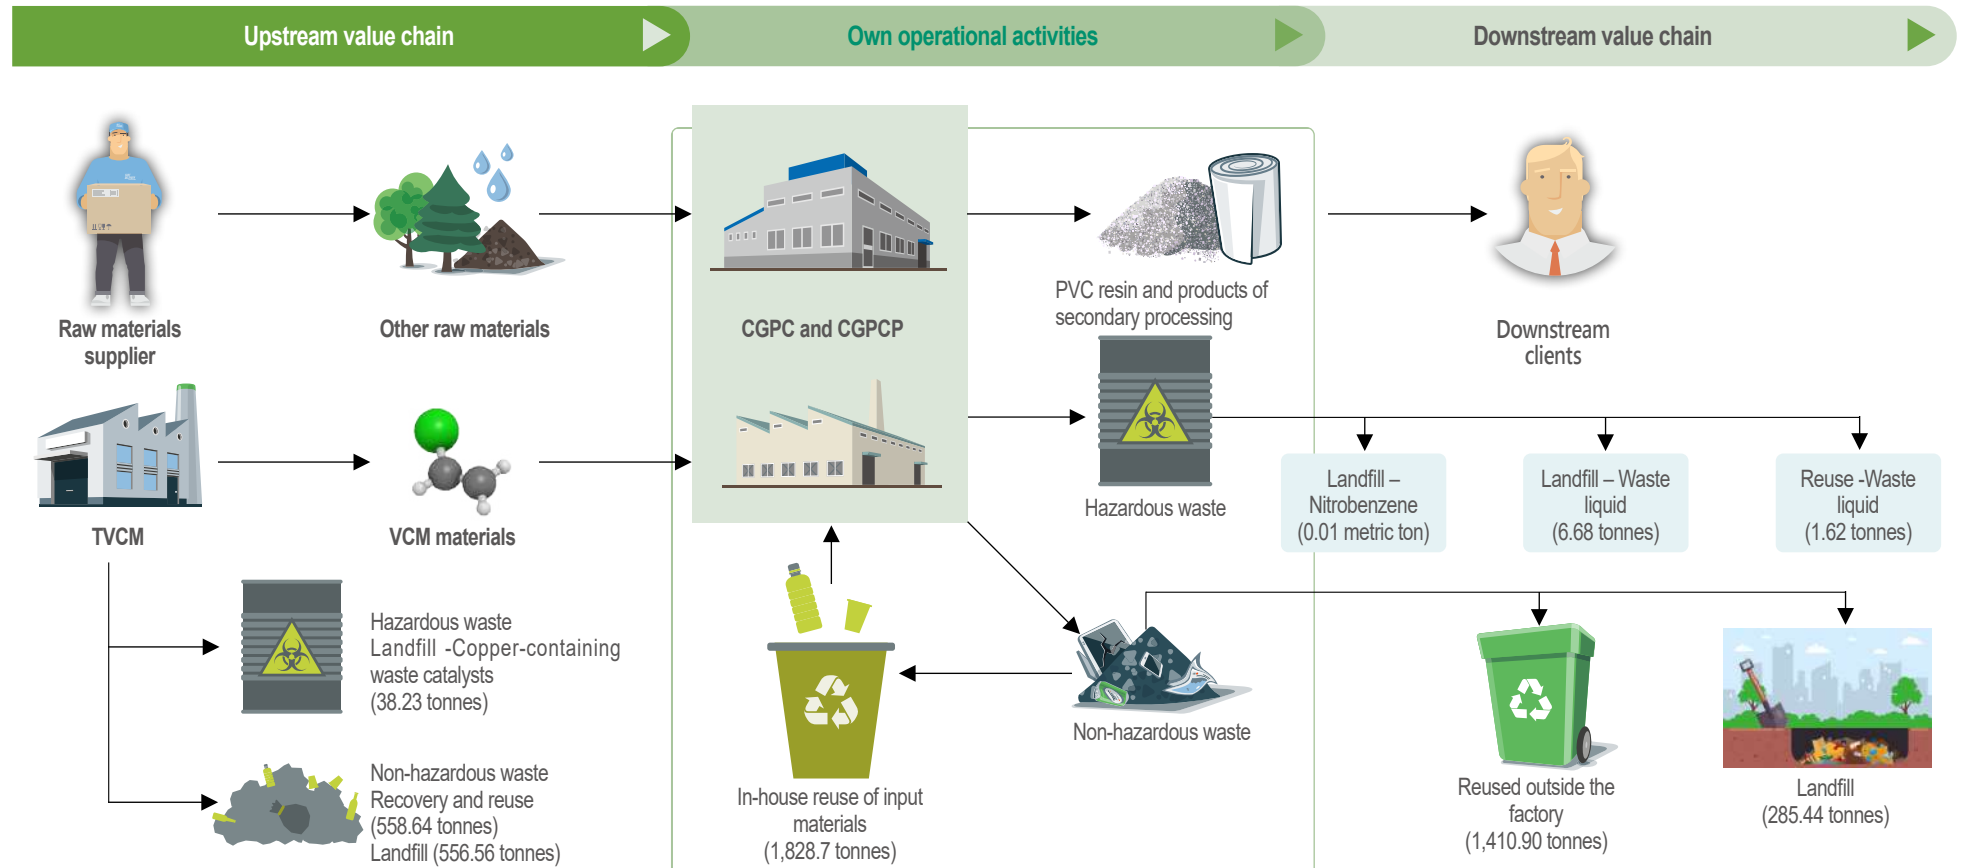 Upstream value chain
Own operational activities
Downstream value chain
Raw materials
supplier
Other raw materials
CGPC and CGPCP
PVC resin and products of
secondary processing
Downstream
clients
TVCM
VCM materials
Hazardous waste
Landfill –
Nitrobenzene
(0.01 metric ton)
Landfill – Waste
liquid
(6.68 tonnes)
Reuse -Waste
liquid
(1.62 tonnes)
Hazardous waste
Landfill -Copper-containing
waste catalysts
(38.23 tonnes)
Non-hazardous waste
Recovery and reuse
(558.64 tonnes)
Landfill (556.56 tonnes)
In-house reuse of input
materials
(1,828.7 tonnes)
Non-hazardous waste
Reused outside the
factory
(1,410.90 tonnes)
Landfill
(285.44 tonnes)